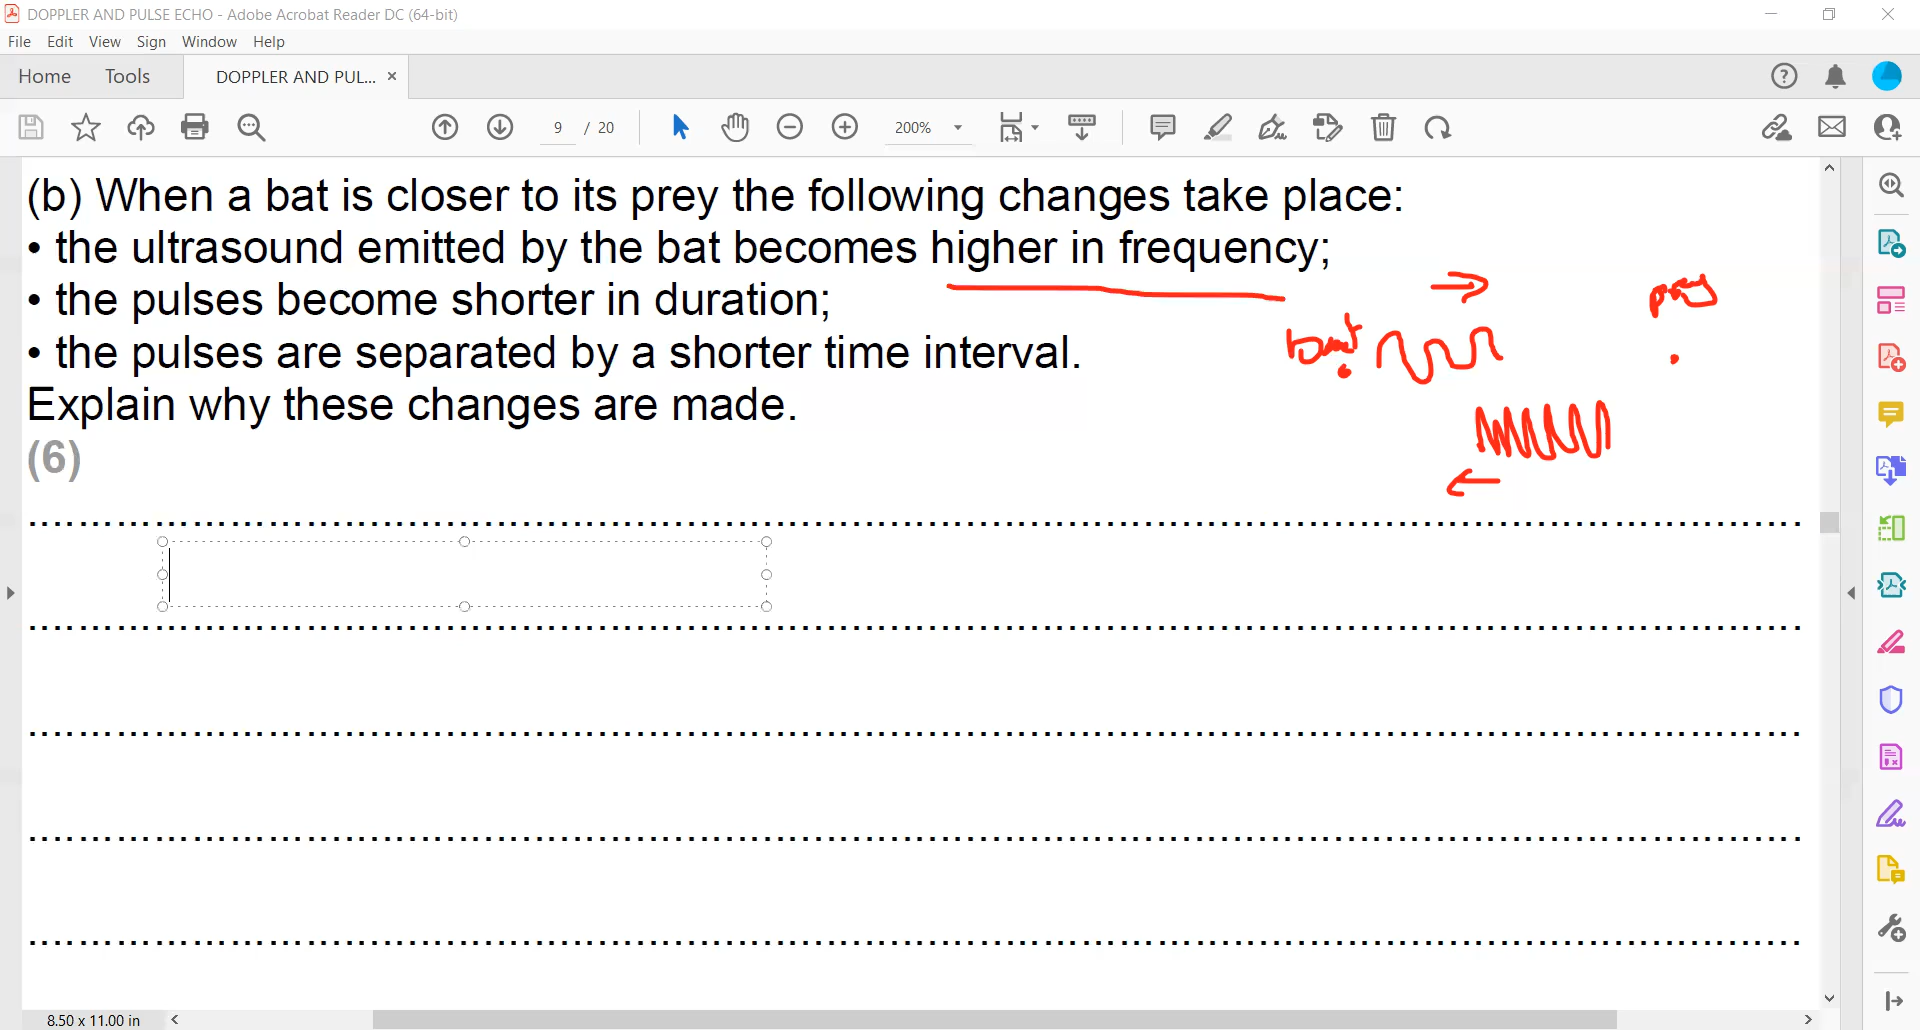 DOPPLER AND PULSE ECHO - Adobe Acrobat Reader DC (64-bit)
File Edit View Sign Window Help
Home Tools DOPPLER AND PUL... ×
9 / 20 200%
(b) When a bat is closer to its prey the following changes take place:
• the ultrasound emitted by the bat becomes higher in frequency;
• the pulses become shorter in duration;
prey
bat
• the pulses are separated by a shorter time interval.
Explain why these changes are made.
(6)
8.50 x 11.00 in